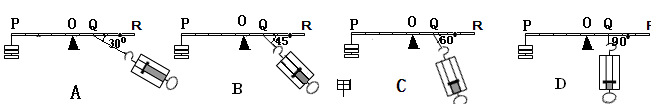 P O Q R P O Q R P O Q R P O Q R
30° 45° 60° 90°
A B 甲 C D